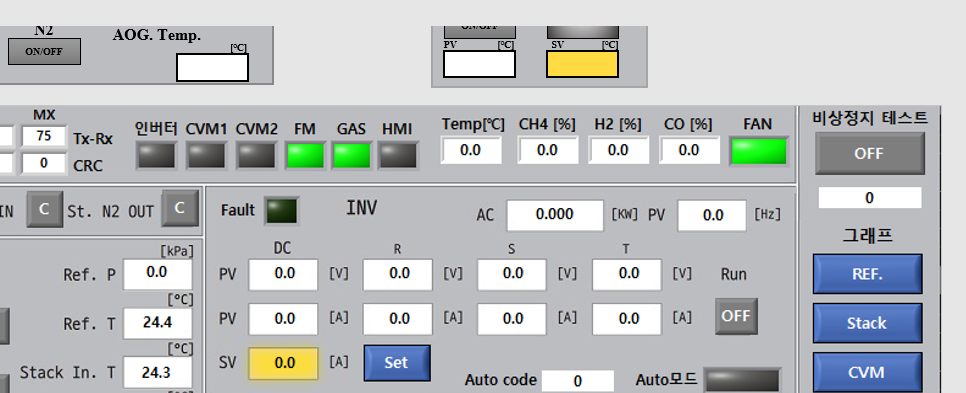 N2
ON/OFF
AOG. Temp.
[℃]
ON/OFF
PV [℃] SV [℃]
MX
75 Tx-Rx
0 CRC
인버터 CVM1 CVM2 FM GAS HMI
Temp[℃] CH4 [%] H2 [%] CO [%] FAN
0.0 0.0 0.0 0.0
비상정지 테스트
OFF
0
그래프
REF.
Stack
CVM
IN C St. N2 OUT C
[kPa]
Ref. P 0.0
[°C]
Ref. T 24.4
[°C]
Stack In. T 24.3
Fault INV AC 0.000 [KW] PV 0.0 [Hz]
DC R S T
PV 0.0 [V] 0.0 [V] 0.0 [V] 0.0 [V] Run
PV 0.0 [A] 0.0 [A] 0.0 [A] 0.0 [A] OFF
SV 0.0 [A] Set
Auto code 0 Auto모드